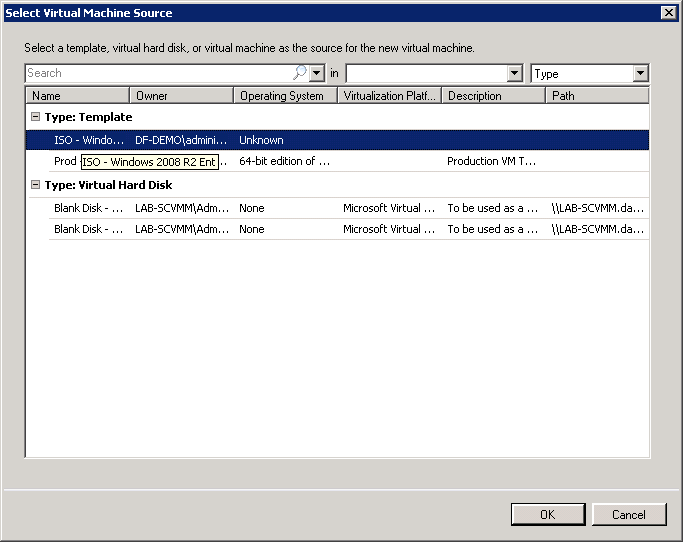 Select Virtual Machine Source
Select a template, virtual hard disk, or virtual machine as the source for the new virtual machine.
Search in Type
Name Owner Operating System Virtualization Platf... Description Path
Type: Template
ISO - Windo... DF-DEMO\admini... Unknown
Prod ISO - Windows 2008 R2 Ent .. 64-bit edition of ... Production VM T...
Type: Virtual Hard Disk
Blank Disk - ... LAB-SCVMM\Adm... None Microsoft Virtual ... To be used as a ... \\LAB-SCVMM.da...
Blank Disk - ... LAB-SCVMM\Adm... None Microsoft Virtual ... To be used as a ... \\LAB-SCVMM.da...
OK Cancel